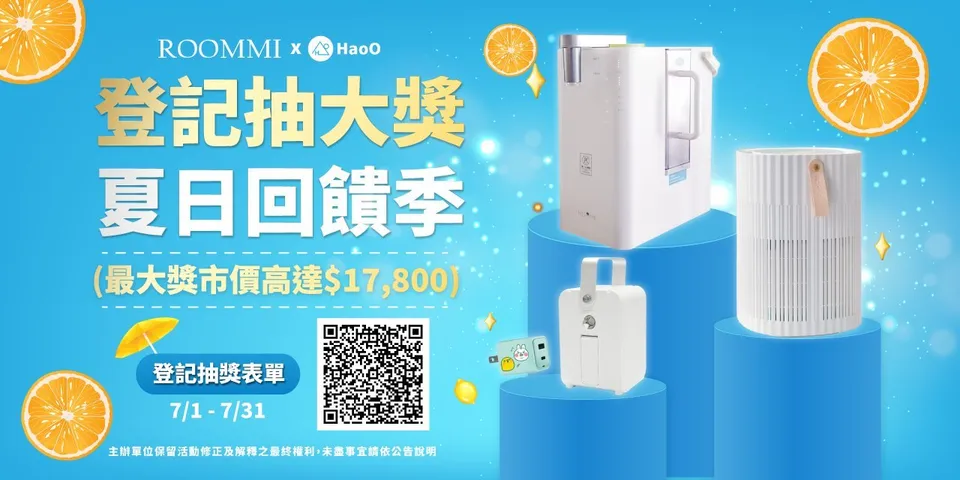 ROOMMI X HaoO
登記抽大獎
夏日回饋季
(最大獎市價高達$17,800)
登記抽獎表單
7/1 - 7/31
主辦單位保留活動修正及解釋之最終權利，未盡事宜請依公告說明